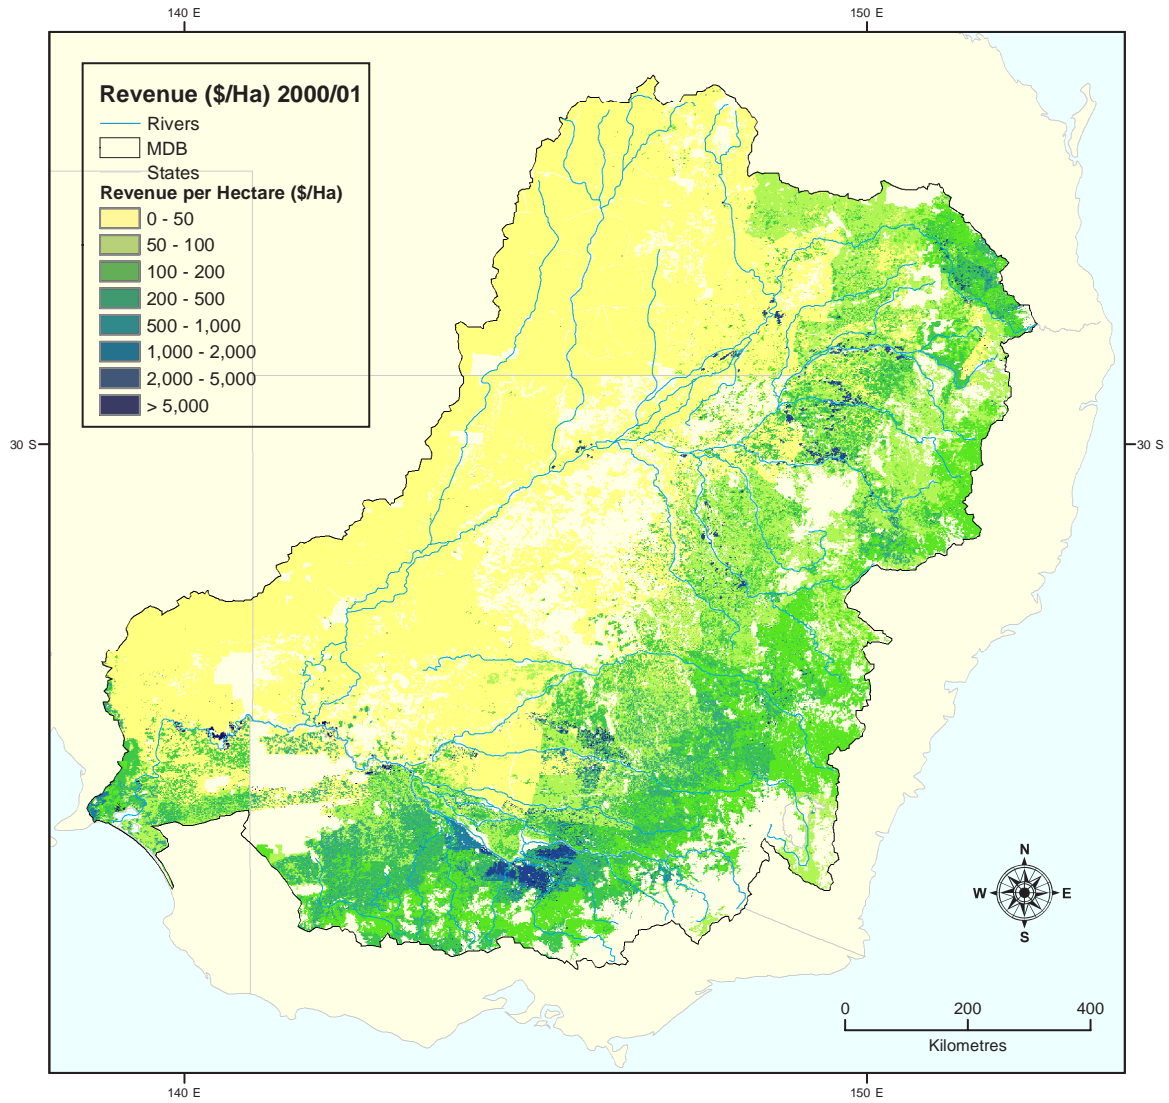 140 E
150 E
Revenue ($/Ha) 2000/01
Rivers
MDB
States
Revenue per Hectare ($/Ha)
0 - 50
50 - 100
100 - 200
200 - 500
500 - 1,000
1,000 - 2,000
2,000 - 5,000
> 5,000
30 S
30 S
N
W
E
S
0
200
400
Kilometres
140 E
150 E